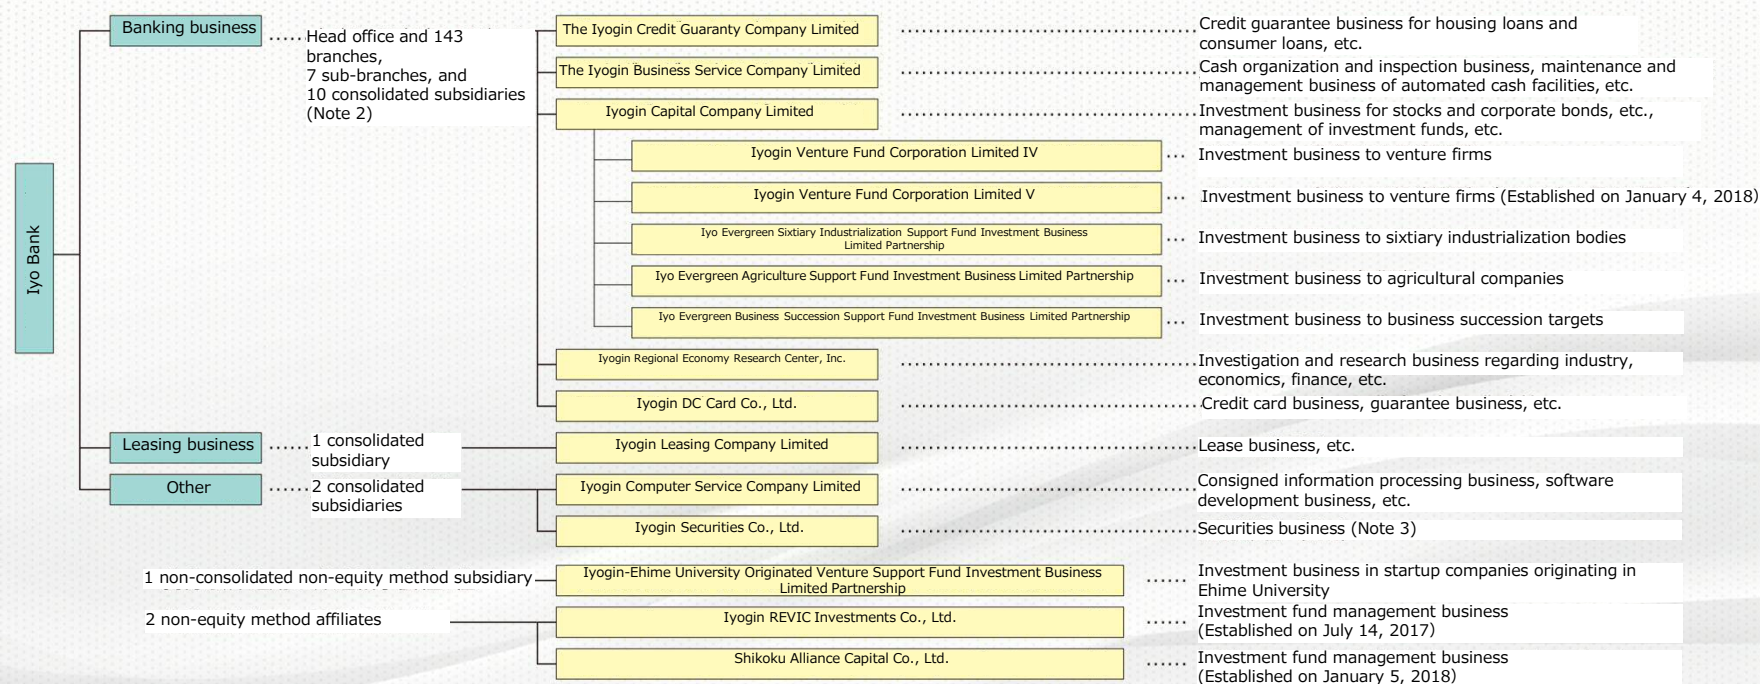 Iyo Bank
Banking business
Head office and 143
branches,
7 sub-branches, and
10 consolidated subsidiaries
(Note 2)
The Iyogin Credit Guaranty Company Limited
Credit guarantee business for housing loans and
consumer loans, etc.
The Iyogin Business Service Company Limited
Cash organization and inspection business, maintenance and
management business of automated cash facilities, etc.
Iyogin Capital Company Limited
Investment business for stocks and corporate bonds, etc.,
management of investment funds, etc.
Iyogin Venture Fund Corporation Limited IV
Investment business to venture firms
Iyogin Venture Fund Corporation Limited V
Investment business to venture firms (Established on January 4, 2018)
Iyo Evergreen Sixtiary Industrialization Support Fund Investment Business
Limited Partnership
Investment business to sixtiary industrialization bodies
Iyo Evergreen Agriculture Support Fund Investment Business Limited Partnership
Investment business to agricultural companies
Iyo Evergreen Business Succession Support Fund Investment Business Limited Partnership
Investment business to business succession targets
Iyogin Regional Economy Research Center, Inc.
Investigation and research business regarding industry,
economics, finance, etc.
Iyogin DC Card Co., Ltd.
Credit card business, guarantee business, etc.
Leasing business
1 consolidated
subsidiary
Iyogin Leasing Company Limited
Lease business, etc.
Other
2 consolidated
subsidiaries
Iyogin Computer Service Company Limited
Consigned information processing business, software
development business, etc.
Iyogin Securities Co., Ltd.
Securities business (Note 3)
1 non-consolidated non-equity method subsidiary
Iyogin-Ehime University Originated Venture Support Fund Investment Business
Limited Partnership
Investment business in startup companies originating in
Ehime University
2 non-equity method affiliates
Iyogin REVIC Investments Co., Ltd.
Investment fund management business
(Established on July 14, 2017)
Shikoku Alliance Capital Co., Ltd.
Investment fund management business
(Established on January 5, 2018)